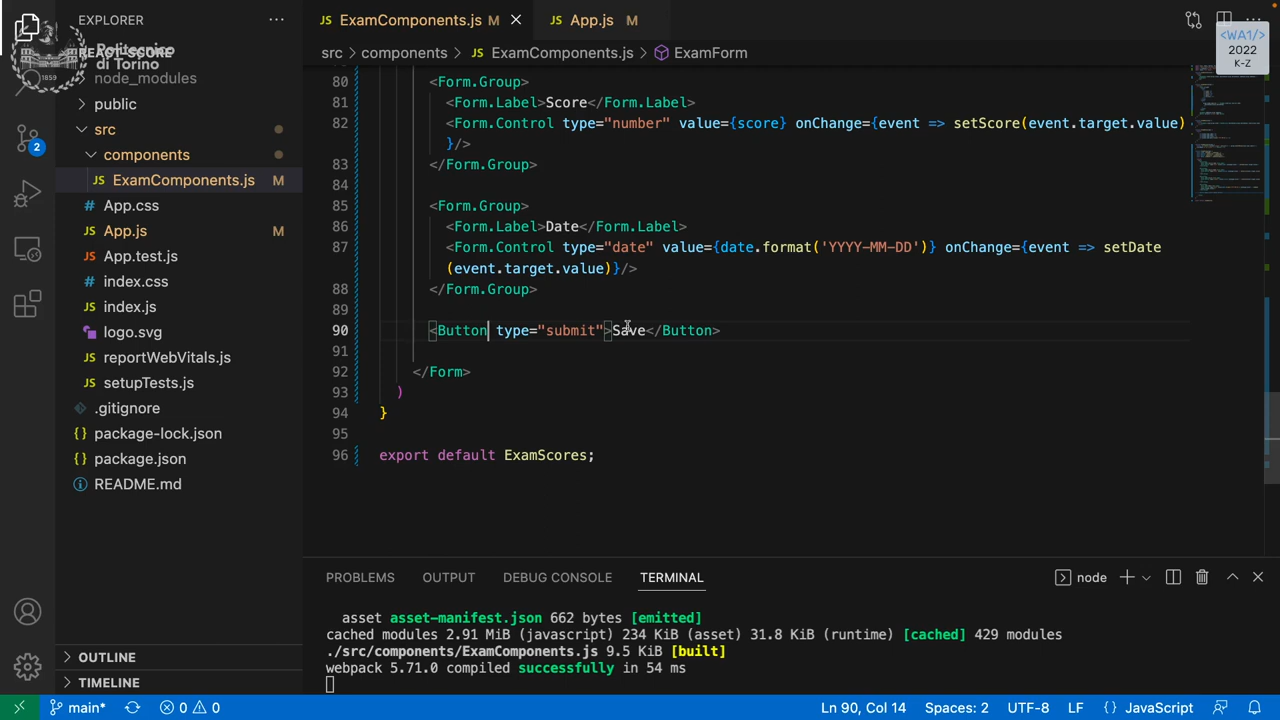 EXPLORER
Politecnico
di Torino
1859
node_modules
public
src
components
ExamComponents.js M
App.css
App.js M
App.test.js
index.css
index.js
logo.svg
reportWebVitals.js
setupTests.js
.gitignore
package-lock.json
package.json
README.md
OUTLINE
TIMELINE
2
ExamComponents.js M
App.js M
<WA1/>
2022
K-Z
src > components > ExamComponents.js > ExamForm
80 <Form.Group>
81 <Form.Label>Score</Form.Label>
82 <Form.Control type="number" value={score} onChange={event => setScore(event.target.value)
}/>
83 </Form.Group>
84
85 <Form.Group>
86 <Form.Label>Date</Form.Label>
87 <Form.Control type="date" value={date.format('YYYY-MM-DD')} onChange={event => setDate
(event.target.value)}/>
88 </Form.Group>
89
90 <Button type="submit">Save</Button>
91
92 </Form>
93 )
94 }
95
96 export default ExamScores;
PROBLEMS OUTPUT DEBUG CONSOLE TERMINAL node
asset asset-manifest.json 662 bytes [emitted]
cached modules 2.91 MiB (javascript) 234 KiB (asset) 31.8 KiB (runtime) [cached] 429 modules
./src/components/ExamComponents.js 9.5 KiB [built]
webpack 5.71.0 compiled successfully in 54 ms
main* 0 0 Ln 90, Col 14 Spaces: 2 UTF-8 LF {} JavaScript